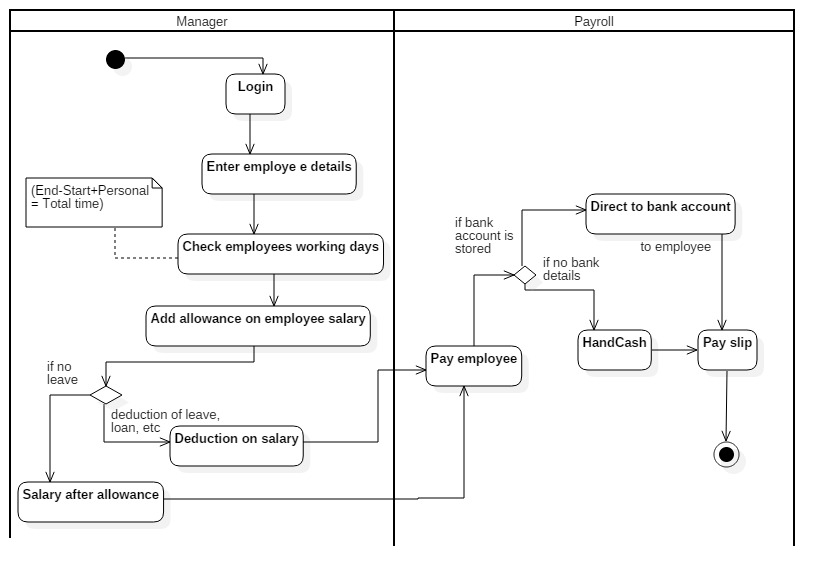 Manager
Payroll
Login
Enter employe e details
(End-Start+Personal
= Total time)
Check employees working days
Add allowance on employee salary
if no
leave
deduction of leave,
loan, etc
Deduction on salary
Salary after allowance
Pay employee
if bank
account is
stored
if no bank
details
Direct to bank account
to employee
HandCash
Pay slip